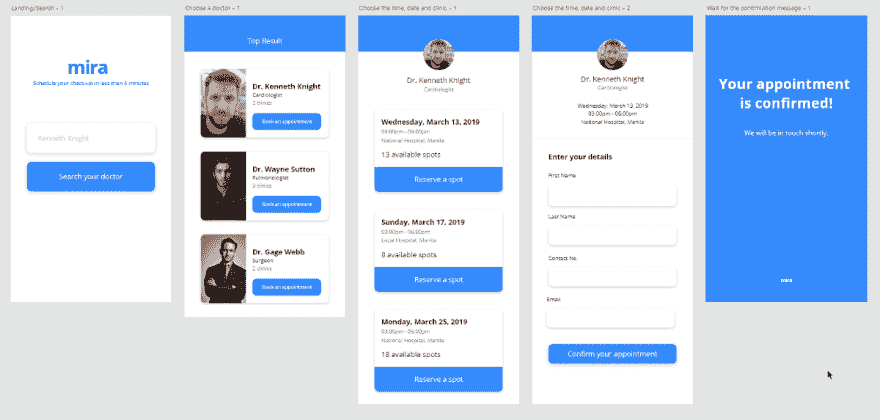 Landing/Search - 1
mira
Schedule your check-up in less than 5 minutes
Kenneth Knight
Search your doctor
Choose A doctor - 1
Top Result
Dr. Kenneth Knight
Cardiologist
2 clinics
Book an appointment
Dr. Wayne Sutton
Pulmonologist
3 clinics
Book an appointment
Dr. Gage Webb
Surgeon
2 clinics
Book an appointment
Choose the time, date and clinic - 1
Dr. Kenneth Knight
Cardiologist
Wednesday, March 13, 2019
03:00pm - 06:00pm
National Hospital, Manila
13 available spots
Reserve a spot
Sunday, March 17, 2019
03:00pm - 06:00pm
Local Hospital, Manila
8 available spots
Reserve a spot
Monday, March 25, 2019
03:00pm - 06:00pm
National Hospital, Manila
18 available spots
Reserve a spot
Choose the time, date and clinic - 2
Dr. Kenneth Knight
Cardiologist
Wednesday, March 13, 2019
03:00pm - 06:00pm
National Hospital, Manila
Enter your details
First Name
Last Name
Contact No.
Email
Confirm your appointment
Wait for the confirmation message - 1
Your appointment
is confirmed!
We will be in touch shortly.
mira